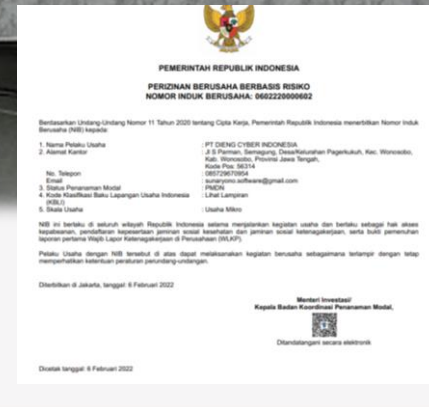 PEMERINTAH REPUBLIK INDONESIA
PERIZINAN BERUSAHA BERBASIS RISIKO
NOMOR INDUK BERUSAHA: 0602220000602
Berdasarkan Undang-Undang Nomor 11 Tahun 2020 tentang Cipta Kerja, Pemerintah Republik Indonesia menerbitkan Nomor Induk
Berusaha (NIB) kepada:
1. Nama Pelaku Usaha : PT DIENG CYBER INDONESIA
2. Alamat Kantor : Jl S Parman, Semagung, Desa/Kelurahan Pagerkukuh, Kec. Wonosobo,
Kab. Wonosobo, Provinsi Jawa Tengah,
Kode Pos: 56314
No. Telepon : 085729670954
Email : sunaryono.software@gmail.com
3. Status Penanaman Modal : PMDN
4. Kode Klasifikasi Baku Lapangan Usaha Indonesia : Lihat Lampiran
(KBLI)
5. Skala Usaha : Usaha Mikro
NIB ini berlaku di seluruh wilayah Republik Indonesia selama menjalankan kegiatan usaha dan berlaku sebagai hak akses
kepabeanan, pendaftaran kepesertaan jaminan sosial kesehatan dan jaminan sosial ketenagakerjaan, serta bukti pemenuhan
laporan pertama Wajib Lapor Ketenagakerjaan di Perusahaan (WLKP).
Pelaku Usaha dengan NIB tersebut di atas dapat melaksanakan kegiatan berusaha sebagaimana terlampir dengan tetap
memperhatikan ketentuan peraturan perundang-undangan.
Diterbitkan di Jakarta, tanggal: 6 Februari 2022
Menteri Investasi/
Kepala Badan Koordinasi Penanaman Modal,
Ditandatangani secara elektronik
Dicetak tanggal: 6 Februari 2022